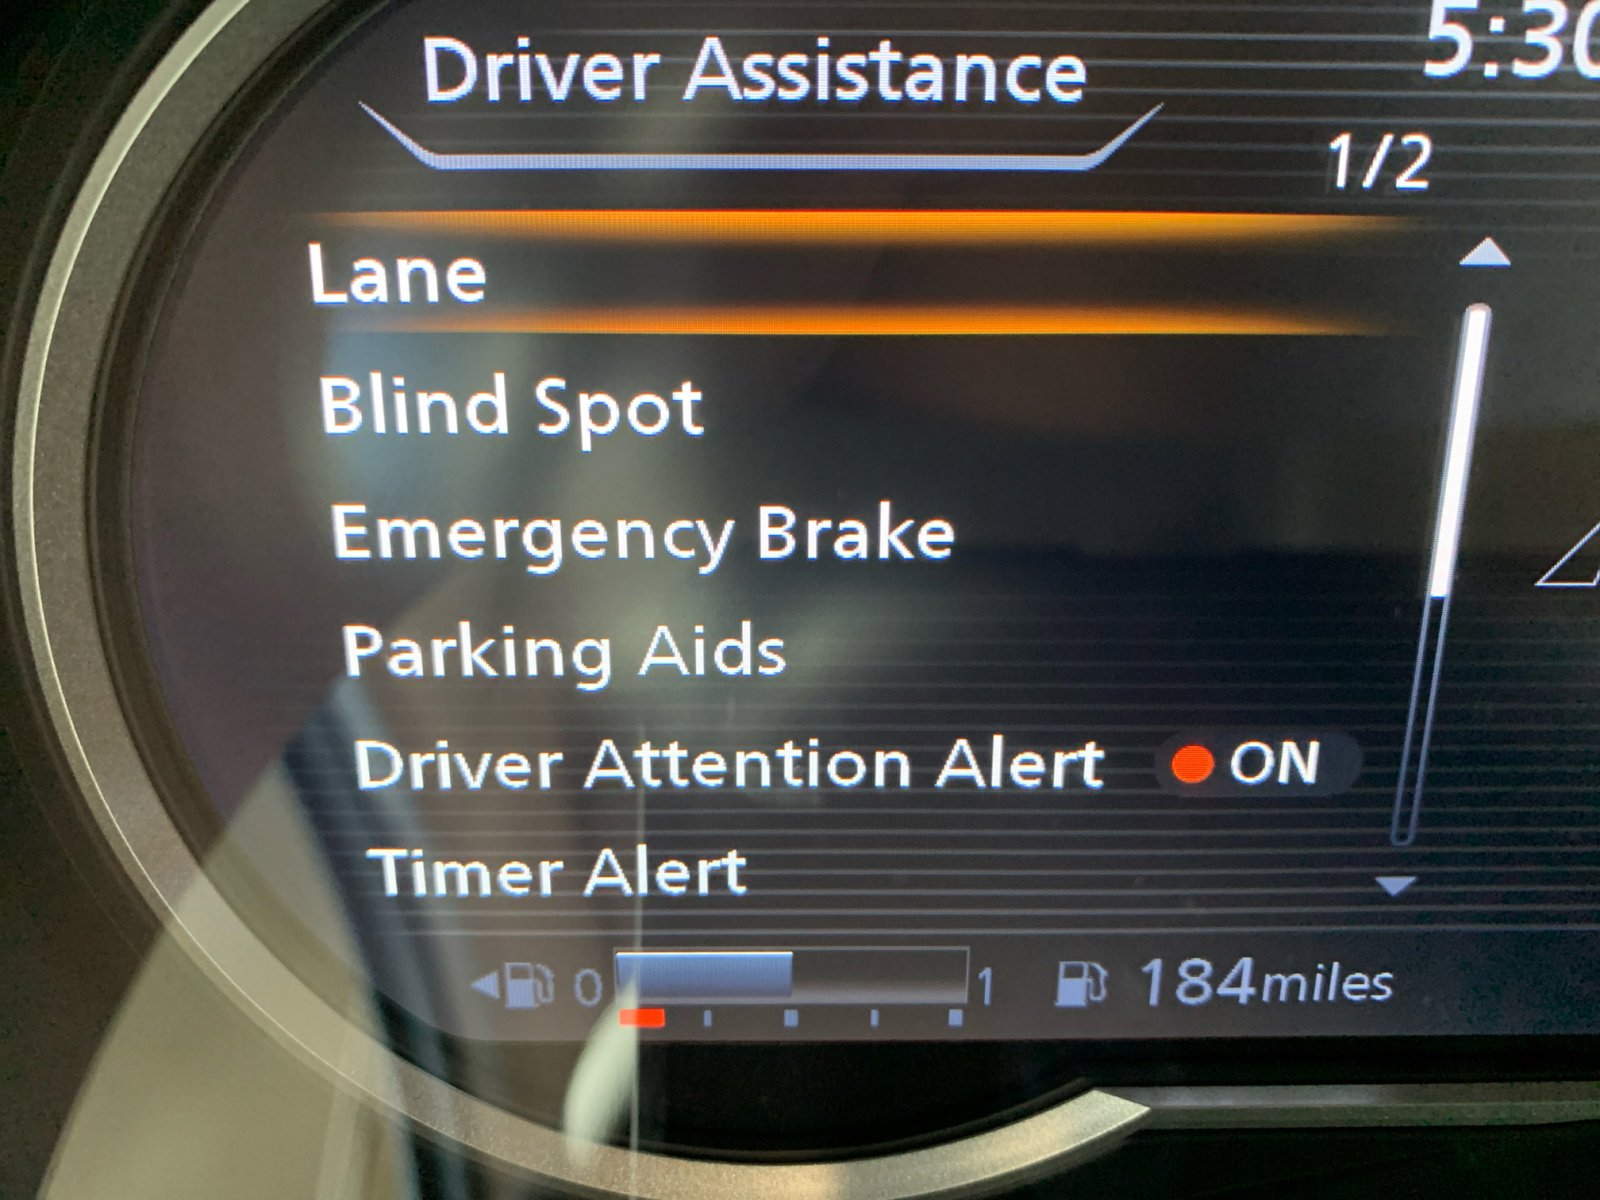 Driver Assistance
5:30
1/2
Lane
Blind Spot
Emergency Brake
Parking Aids
Driver Attention Alert ON
Timer Alert
0 1 184miles